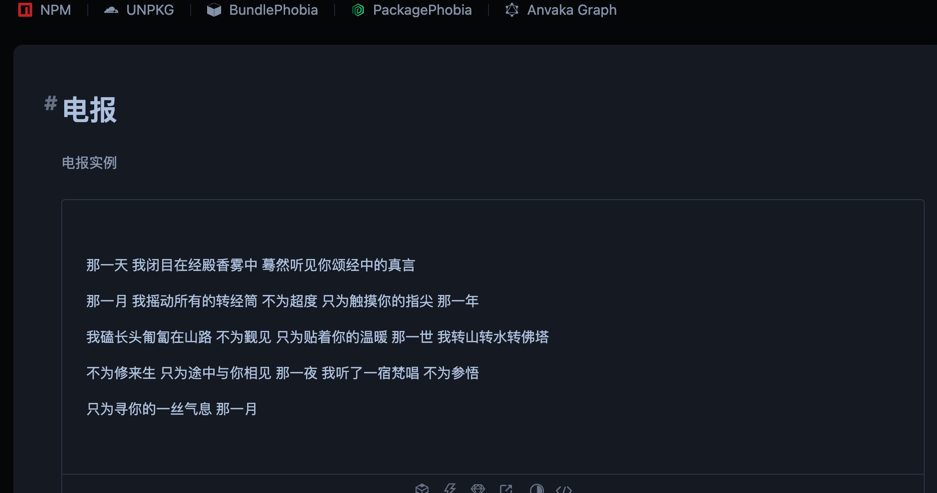 NPM UNPKG BundlePhobia PackagePhobia Anvaka Graph
# 电报
电报实例
那一天 我闭目在经殿香雾中 蓦然听见你颂经中的真言
那一月 我摇动所有的转经筒 不为超度 只为触摸你的指尖 那一年
我磕长头匍匐在山路 不为觐见 只为贴着你的温暖 那一世 我转山转水转佛塔
不为修来生 只为途中与你相见 那一夜 我听了一宿梵唱 不为参悟
只为寻你的一丝气息 那一月